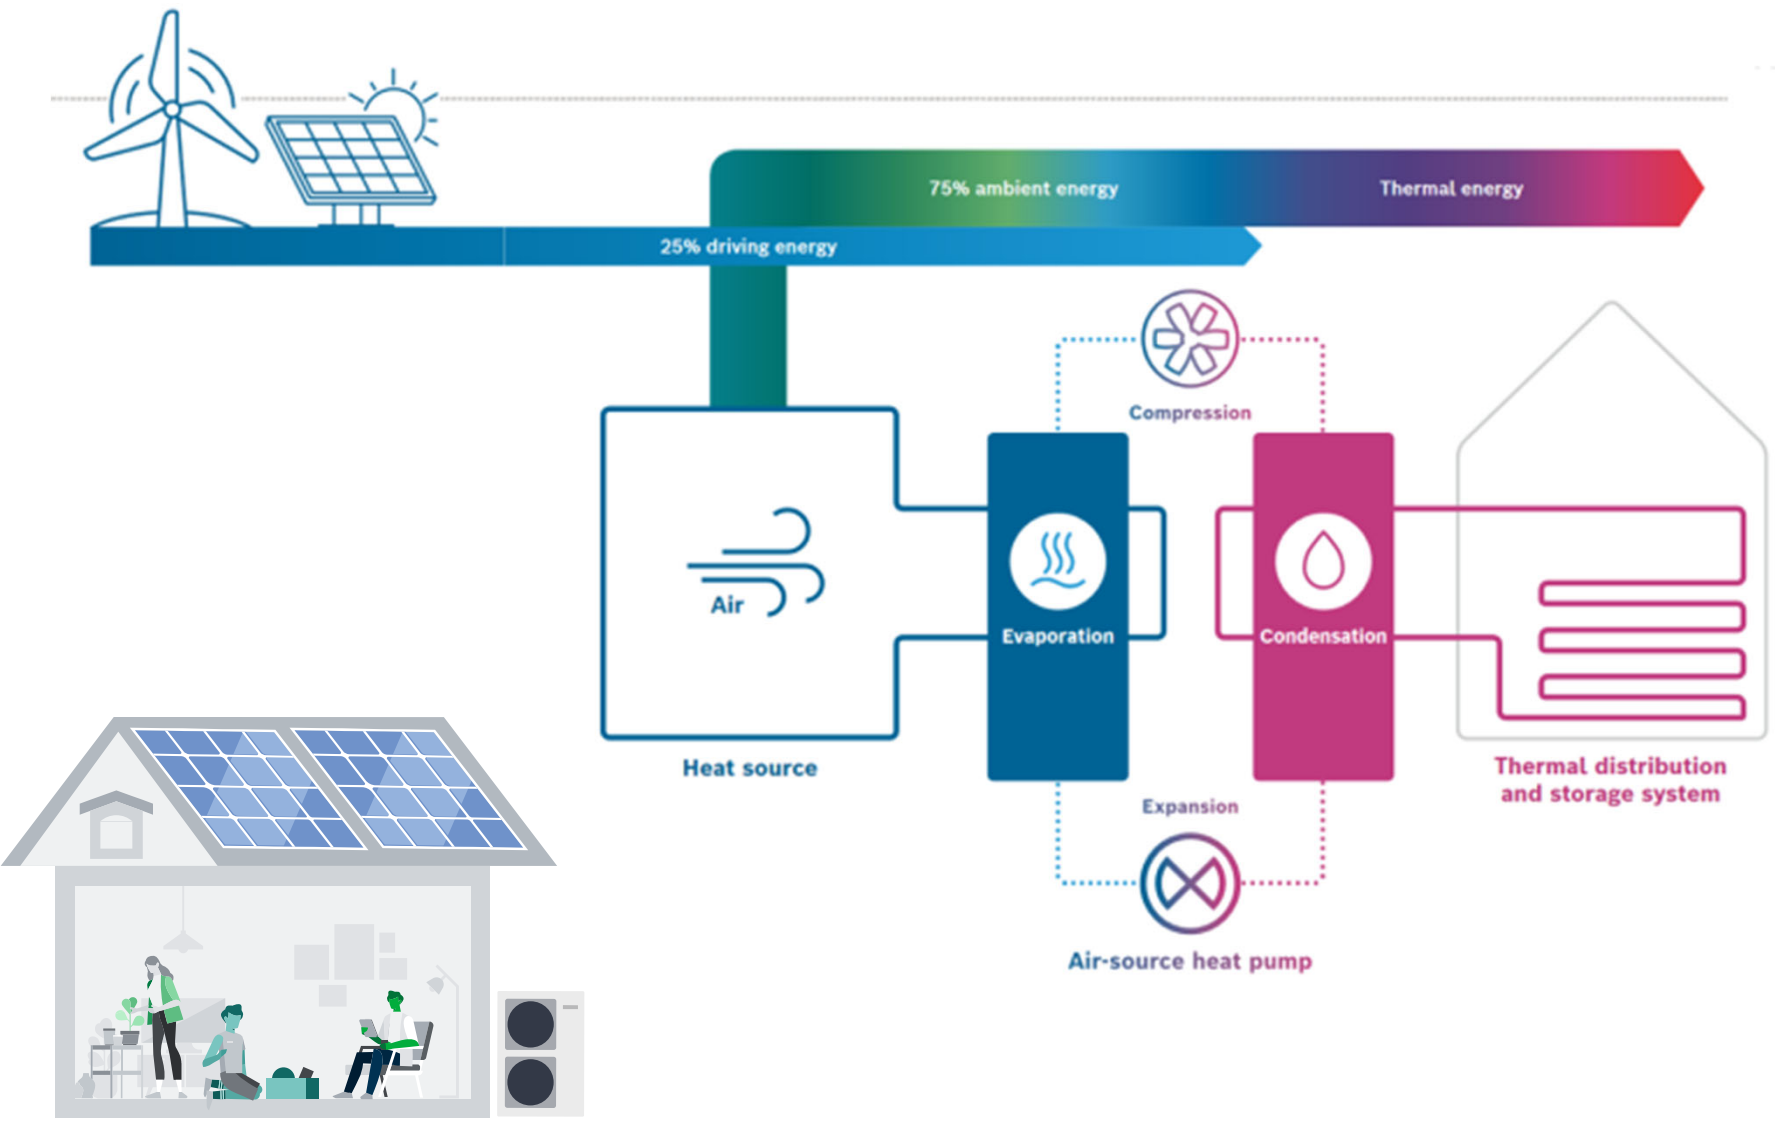 75% ambient energy
Thermal energy
25% driving energy
Compression
Air
Evaporation
Condensation
Heat source
Thermal distribution
and storage system
Expansion
Air-source heat pump